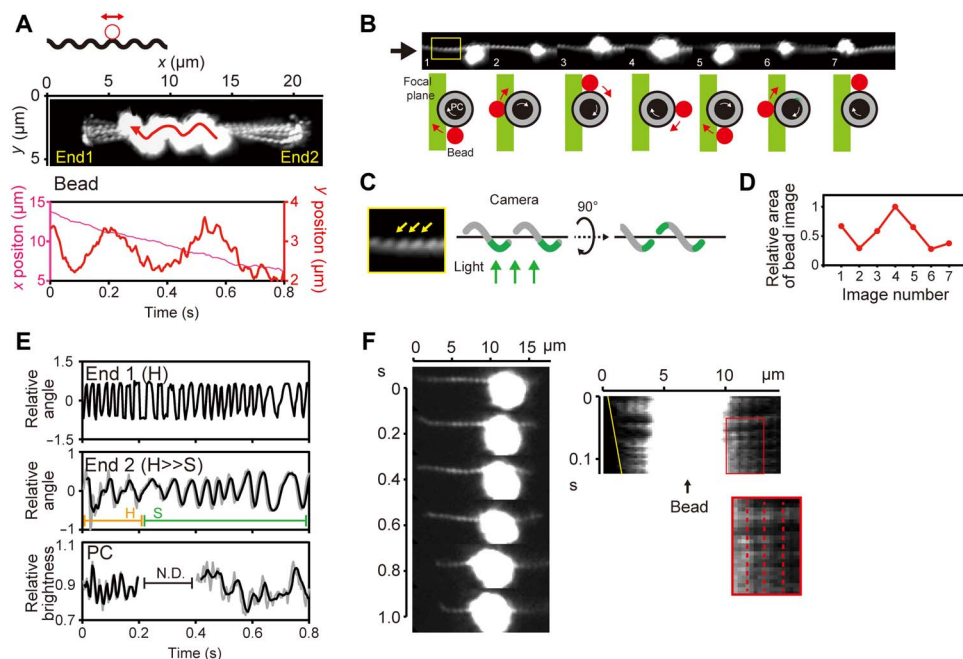 A
x (μm)
0 5 10 15 20
0
y (μm)
5
End1
End2
Bead
x positon (μm)
15
10
5
y positon (μm)
4
3
2
0 0.2 0.4 0.6 0.8
Time (s)
B
1 2 3 4 5 6 7
Focal
plane
PC
Bead
C
Camera
90°
Light
D
Relative area
of bead image
1
0.5
0
1 2 3 4 5 6 7
Image number
E
End 1 (H)
Relative
angle
1.5
0
−1.5
End 2 (H>>S)
Relative
angle
1
0
−1
H
S
PC
N.D.
Relative
brightness
1.1
0.9
0.7
0 0.2 0.4 0.6 0.8
Time (s)
F
0 5 10 15 μm
s
0
0.2
0.4
0.6
0.8
1.0
0 5 10 μm
0
0.1
s
Bead